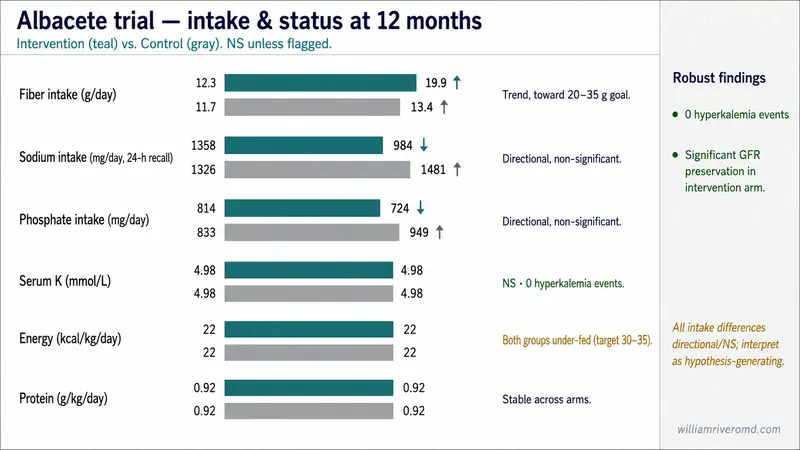 Albacete trial — intake & status at 12 months
Intervention (teal) vs. Control (gray). NS unless flagged.
Fiber intake (g/day)
12.3
19.9 ↑
11.7
13.4 ↑
Trend, toward 20–35 g goal.
Sodium intake (mg/day, 24-h recall)
1358
984 ↓
1326
1481 ↑
Directional, non-significant.
Phosphate intake (mg/day)
814
724 ↓
833
949 ↑
Directional, non-significant.
Serum K (mmol/L)
4.98
4.98
4.98
4.98
NS • 0 hyperkalemia events.
Energy (kcal/kg/day)
22
22
22
22
Both groups under-fed (target 30–35).
Protein (g/kg/day)
0.92
0.92
0.92
0.92
Stable across arms.
Robust findings
• 0 hyperkalemia events
• Significant GFR
preservation in
intervention arm.
All intake differences
directional/NS; interpret
as hypothesis-generating.
williamriveromd.com